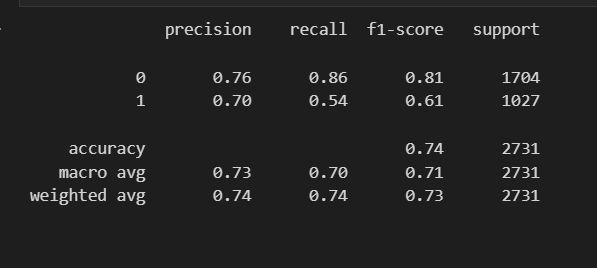 precision recall f1-score support
0 0.76 0.86 0.81 1704
1 0.70 0.54 0.61 1027
accuracy 0.74 2731
macro avg 0.73 0.70 0.71 2731
weighted avg 0.74 0.74 0.73 2731